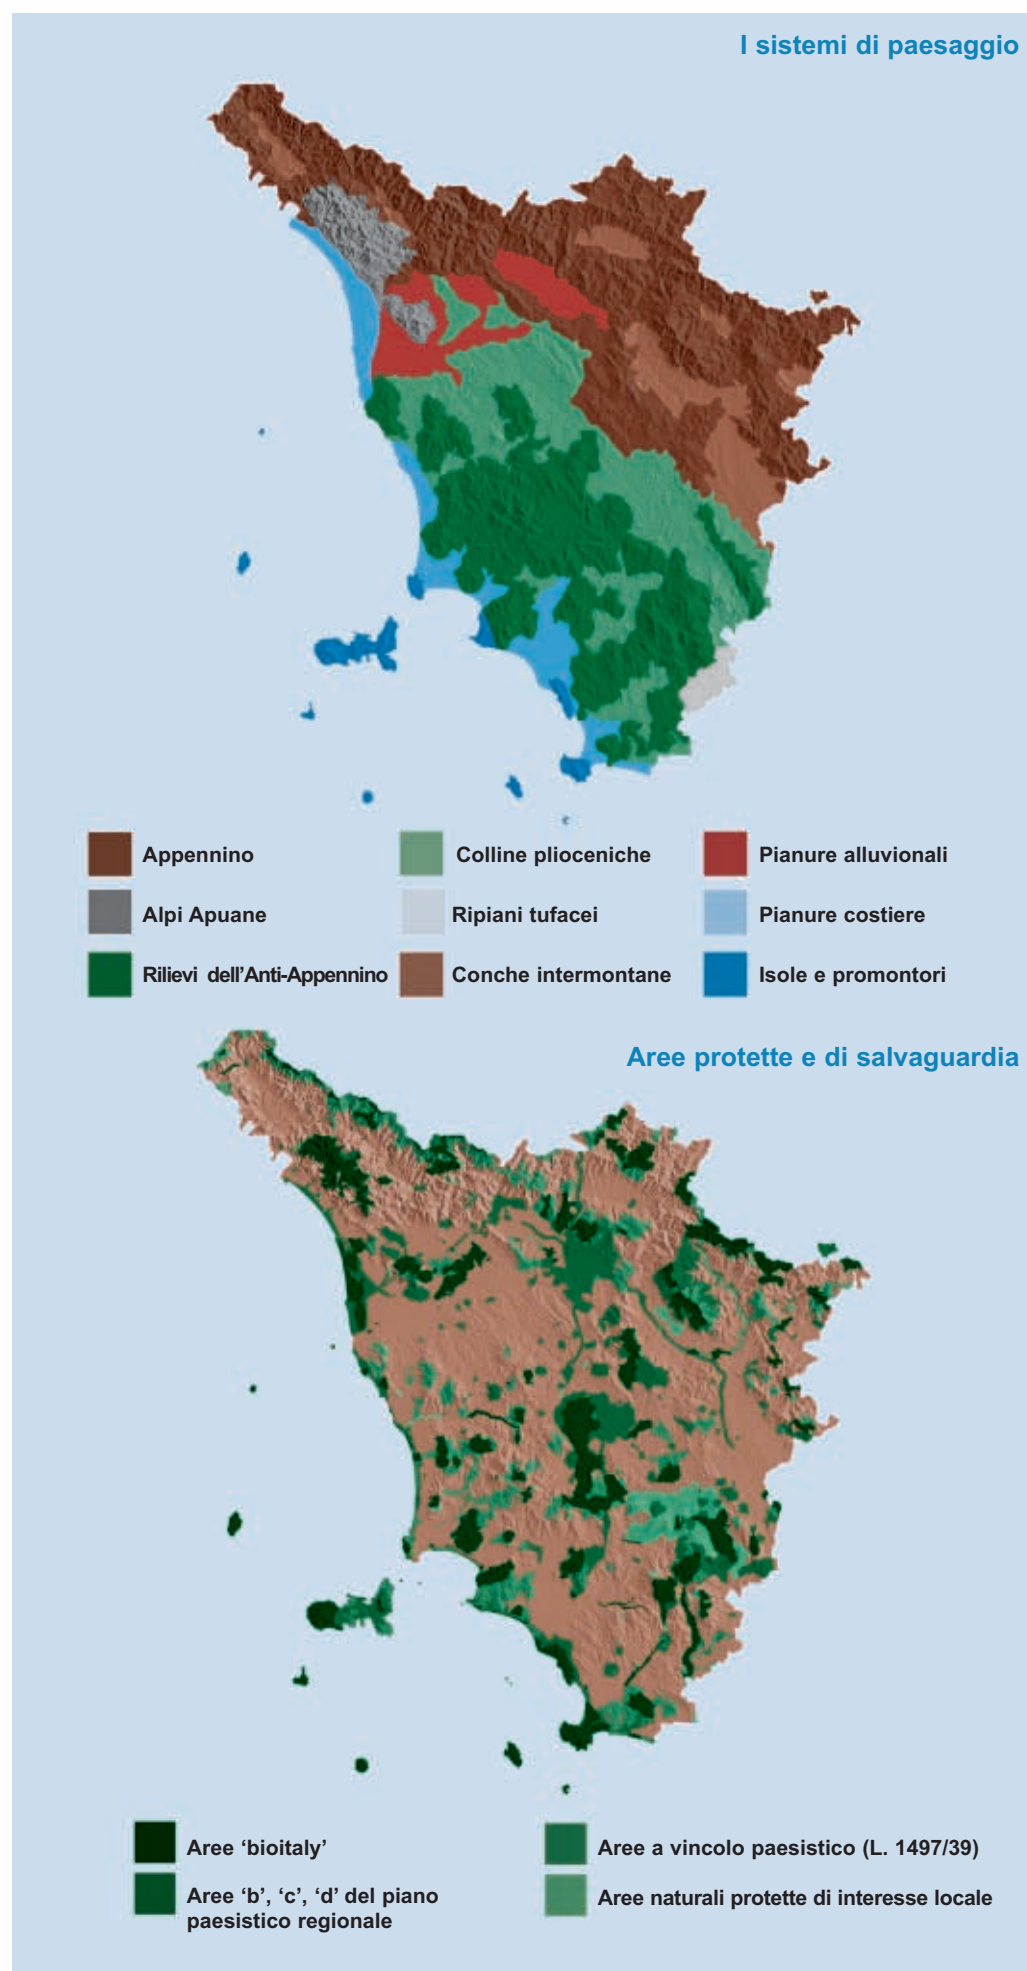 I sistemi di paesaggio
Appennino
Colline plioceniche
Pianure alluvionali
Alpi Apuane
Ripiani tufacei
Pianure costiere
Rilievi dell'Anti-Appennino
Conche intermontane
Isole e promontori
Aree protette e di salvaguardia
Aree ‘bioitaly’
Aree a vincolo paesistico (L. 1497/39)
Aree ‘b’, ‘c’, ‘d’ del piano
paesistico regionale
Aree naturali protette di interesse locale